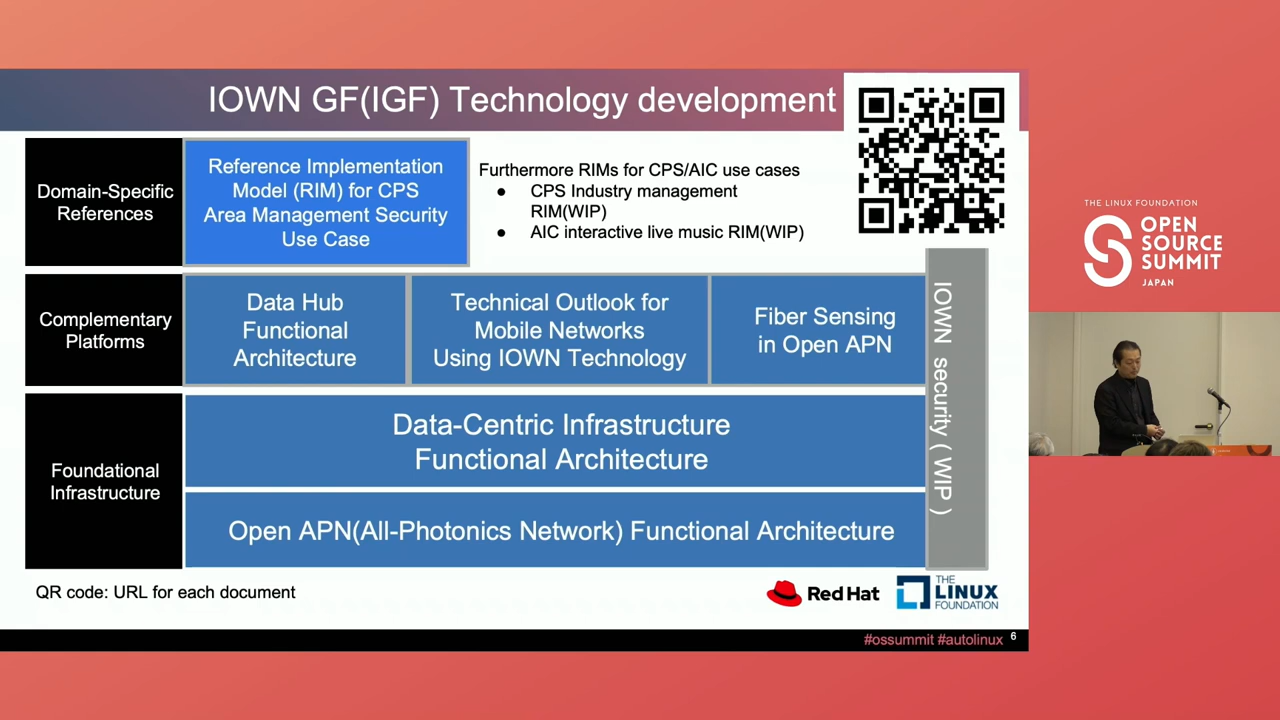 IOWN GF(IGF) Technology development
Domain-Specific
References
Reference Implementation
Model (RIM) for CPS
Area Management Security
Use Case
Furthermore RIMs for CPS/AIC use cases
● CPS Industry management
RIM(WIP)
● AIC interactive live music RIM(WIP)
Complementary
Platforms
Data Hub
Functional
Architecture
Technical Outlook for
Mobile Networks
Using IOWN Technology
Fiber Sensing
in Open APN
IOWN security ( WIP )
Foundational
Infrastructure
Data-Centric Infrastructure
Functional Architecture
Open APN(All-Photonics Network) Functional Architecture
QR code: URL for each document
Red Hat
THE
LINUX
FOUNDATION
#ossummit #autolinux 6
THE LINUX FOUNDATION
OPEN
SOURCE
SUMMIT
JAPAN